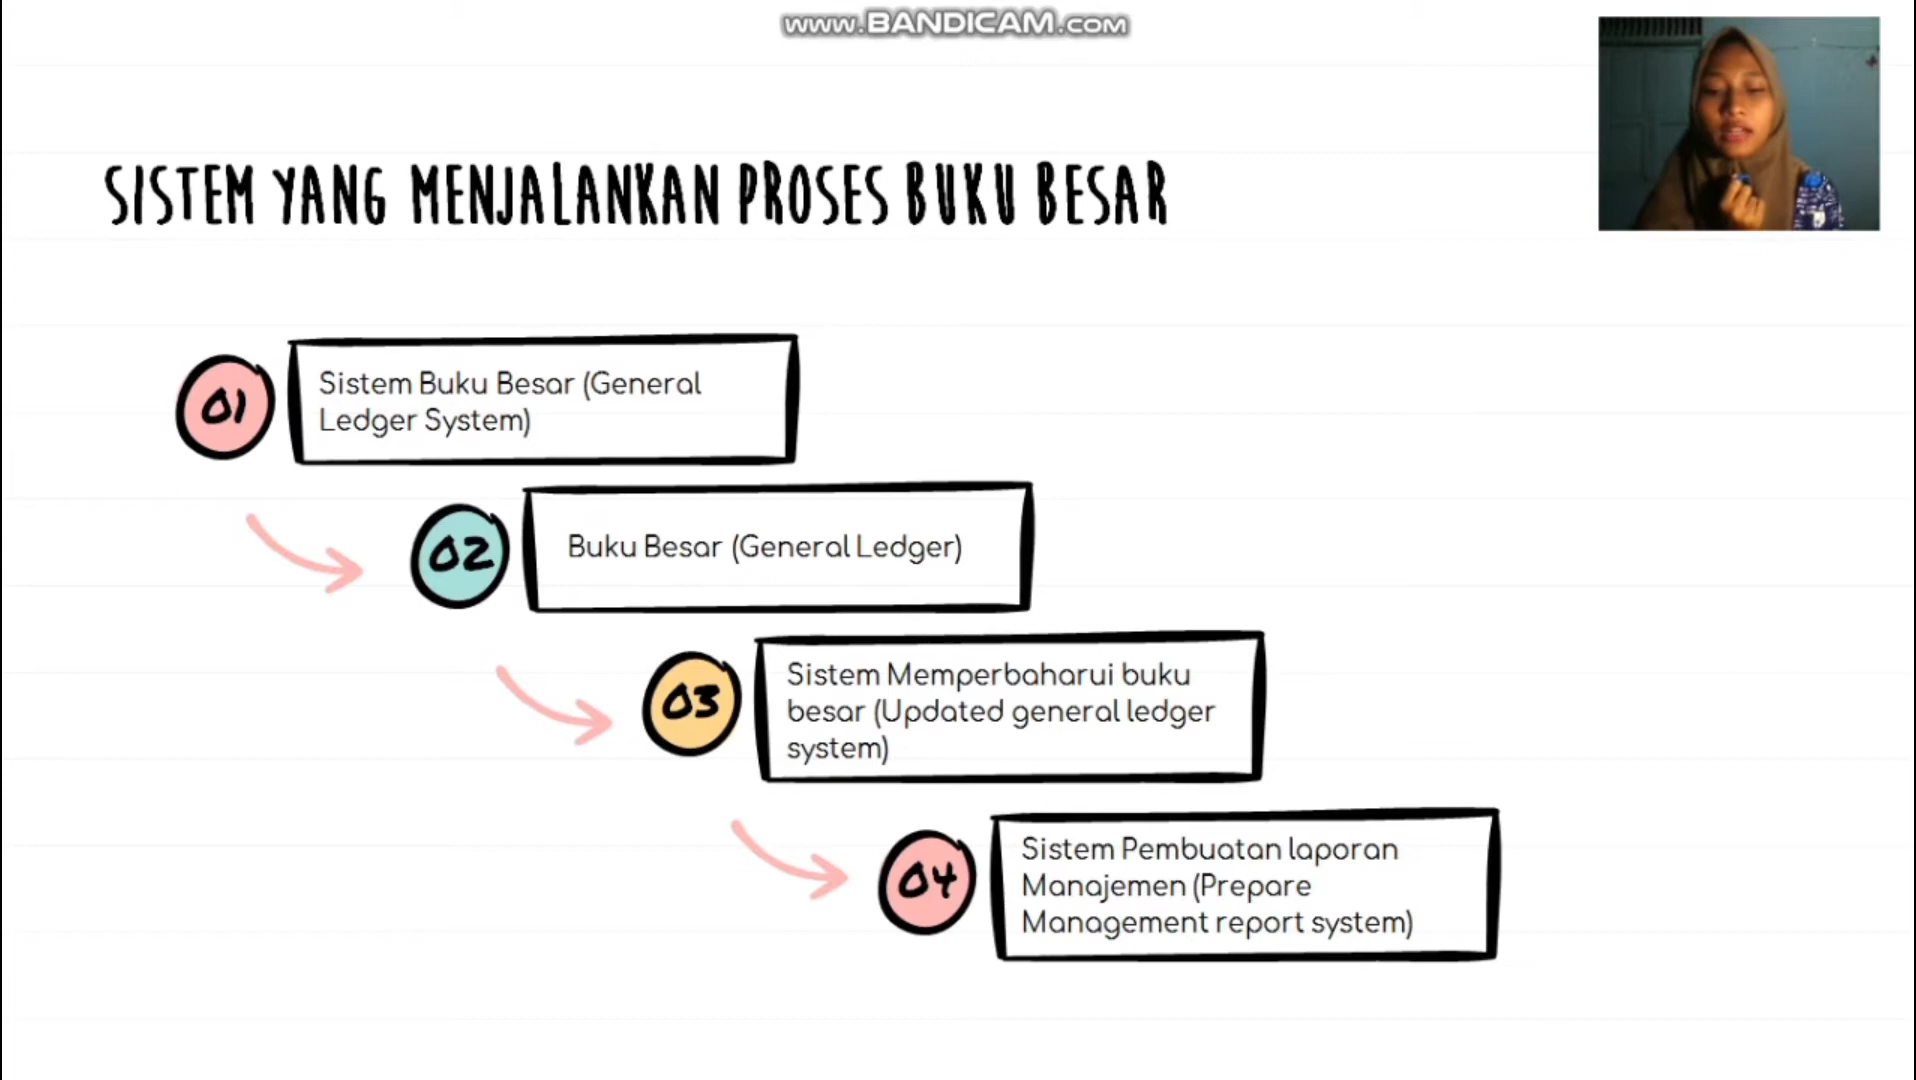 www.BANDICAM.com
SISTEM YANG MENJALANKAN PROSES BUKU BESAR
01
Sistem Buku Besar (General
Ledger System)
02
Buku Besar (General Ledger)
03
Sistem Memperbaharui buku
besar (Updated general ledger
system)
04
Sistem Pembuatan laporan
Manajemen (Prepare
Management report system)